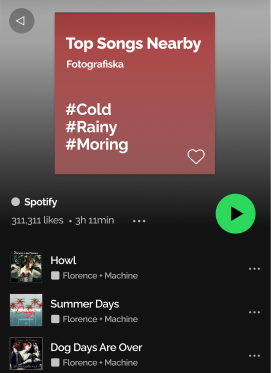 Top Songs Nearby
Fotografiska
#Cold
#Rainy
#Moring
Spotify
311,311 likes • 3h 11min
Howl
Florence + Machine
Summer Days
Florence + Machine
Dog Days Are Over
Florence + Machine